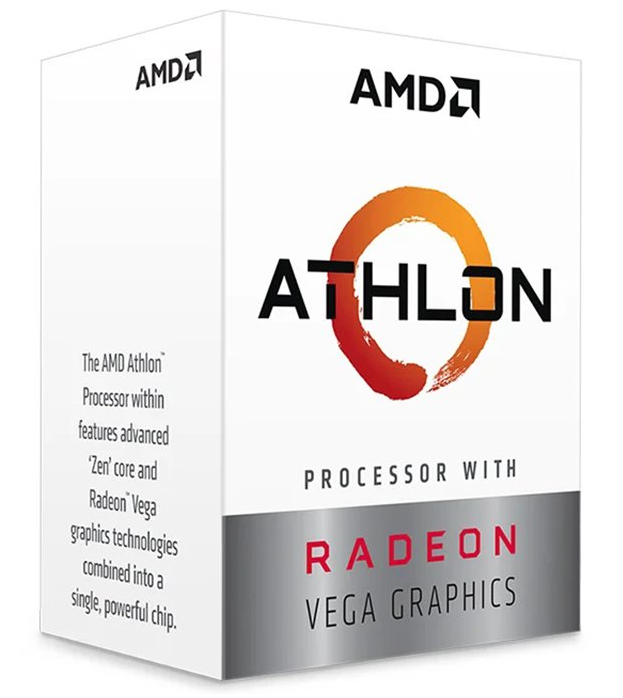 AMD
The AMD Athlon™
Processor within
features advanced
‘Zen’ core and
Radeon™ Vega
graphics technologies
combined into a
single, powerful chip.
AMD
ATHLON
PROCESSOR WITH
RADEON
VEGA GRAPHICS